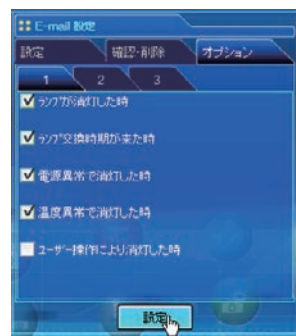 E-mail 設定
設定 確認・削除 オプション
1 2 3
ランプが消灯した時
ランプ交換時期が来た時
電源異常で消灯した時
温度異常で消灯した時
ユーザー操作により消灯した時
設定